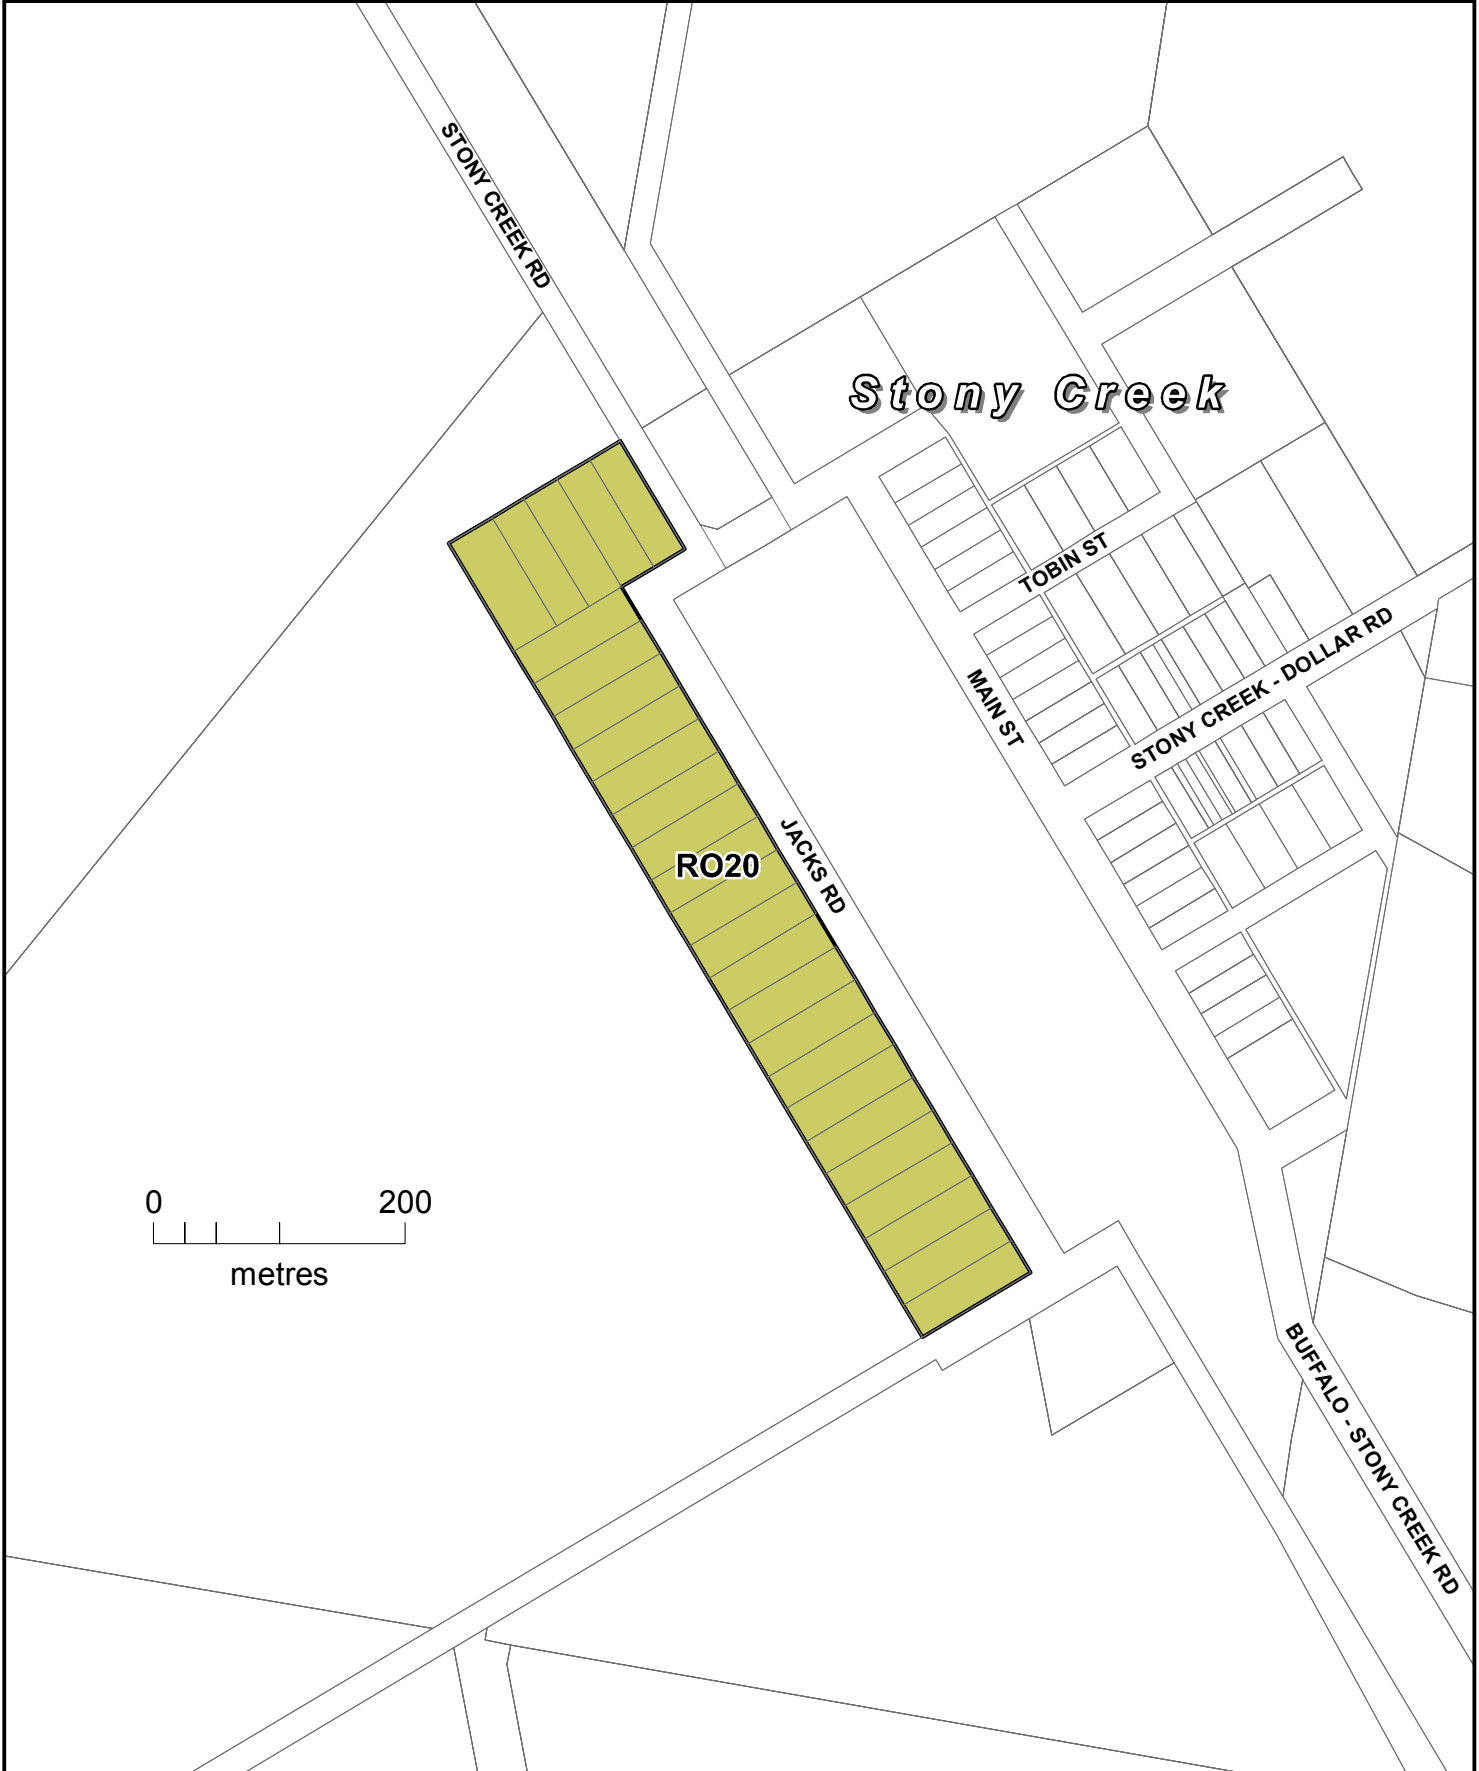 STONY CREEK RD
Stony Creek
TOBIN ST
STONY CREEK - DOLLAR RD
MAIN ST
JACKS RD
RO20
0 200
metres
BUFFALO - STONY CREEK RD